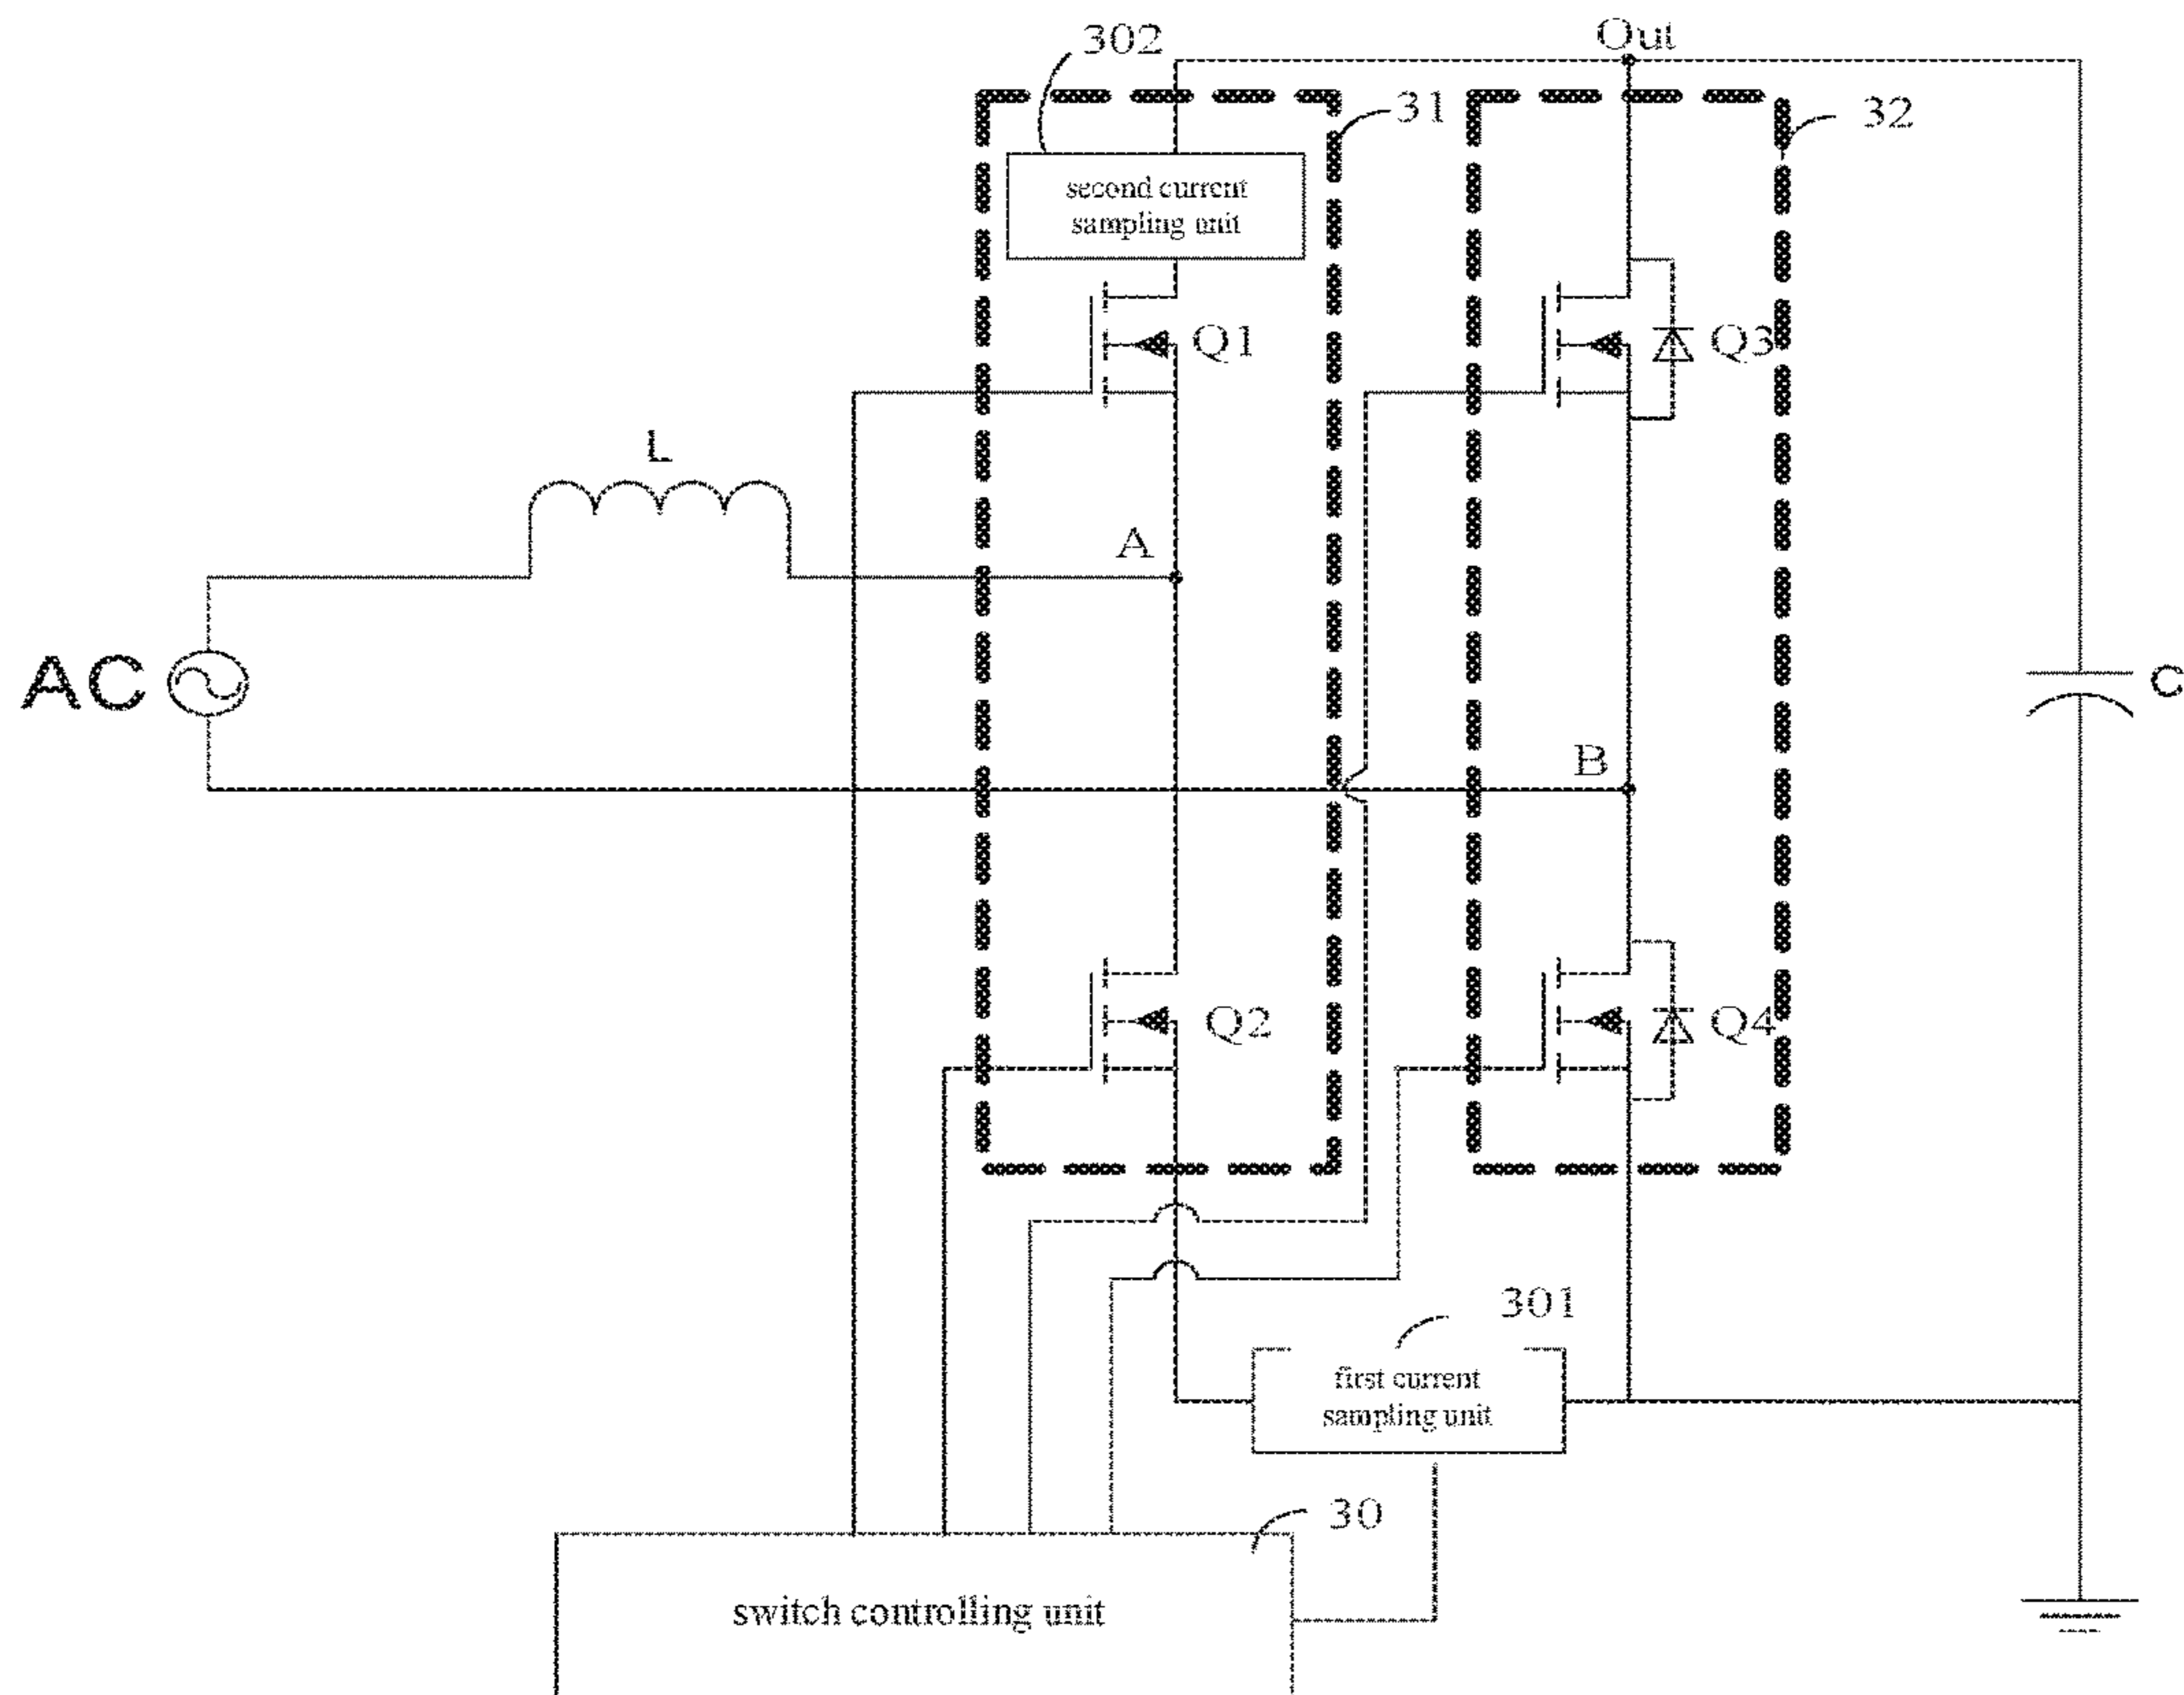 302
Out
31
32
second current
sampling unit
Q1
Q3
L
A
AC
C
B
Q2
Q4
301
first current
sampling unit
30
switch controlling unit